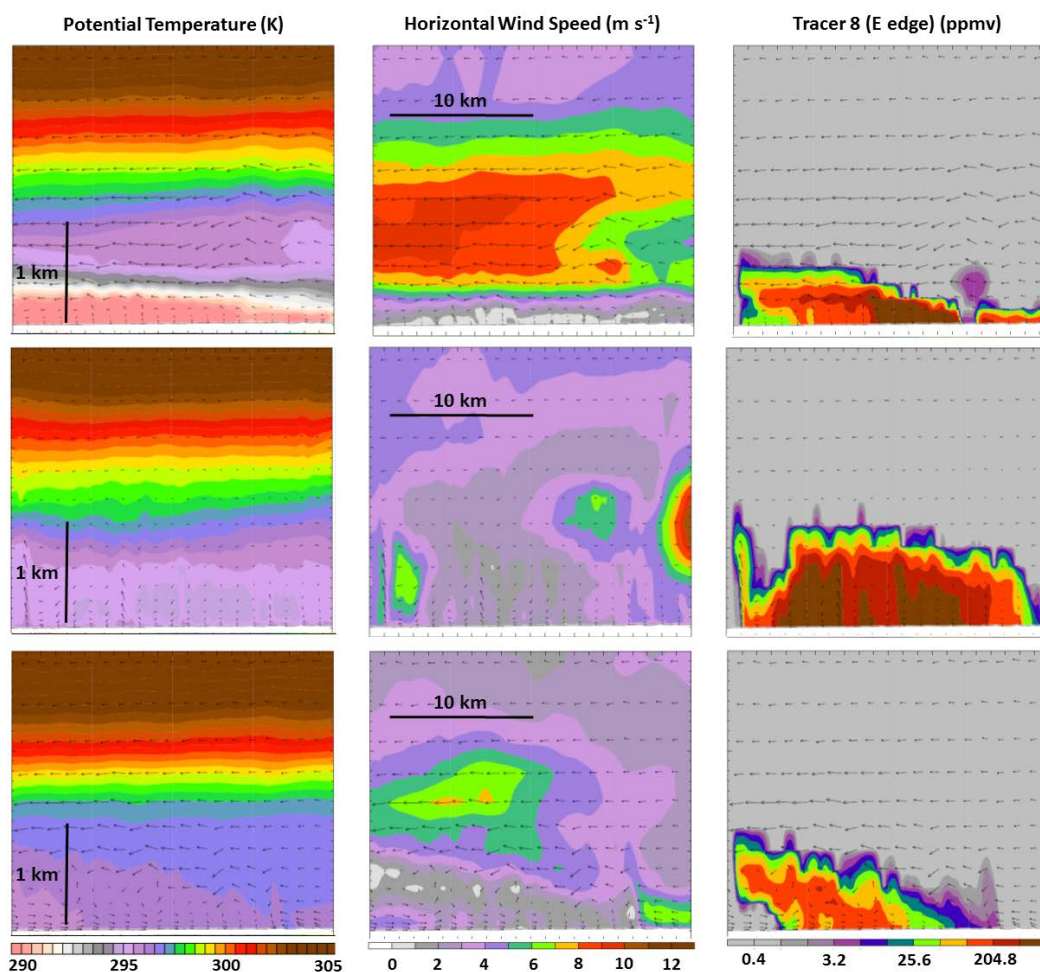 Potential Temperature (K) Horizontal Wind Speed (m s⁻¹) Tracer 8 (E edge) (ppmv)
10 km
1 km
10 km
1 km
10 km
1 km
290 295 300 305 0 2 4 6 8 10 12 0.4 3.2 25.6 204.8